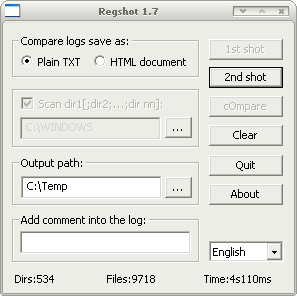 Regshot 1.7
Compare logs save as:
Plain TXT HTML document
1st shot
2nd shot
Scan dir1[;dir2;...;dir nn]:
C:\WINDOWS ...
cOmpare
Clear
Output path:
C:\Temp ...
Quit
About
Add comment into the log:
English
Dirs:534 Files:9718 Time:4s110ms